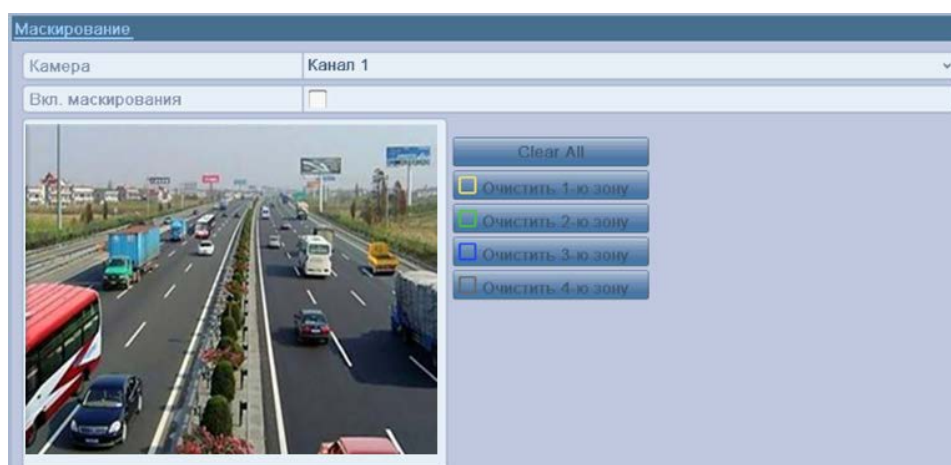 Маскирование
Камера
Канал 1
Вкл. маскирования
Clear All
Очистить 1-ю зону
Очистить 2-ю зону
Очистить 3-ю зону
Очистить 4-ю зону